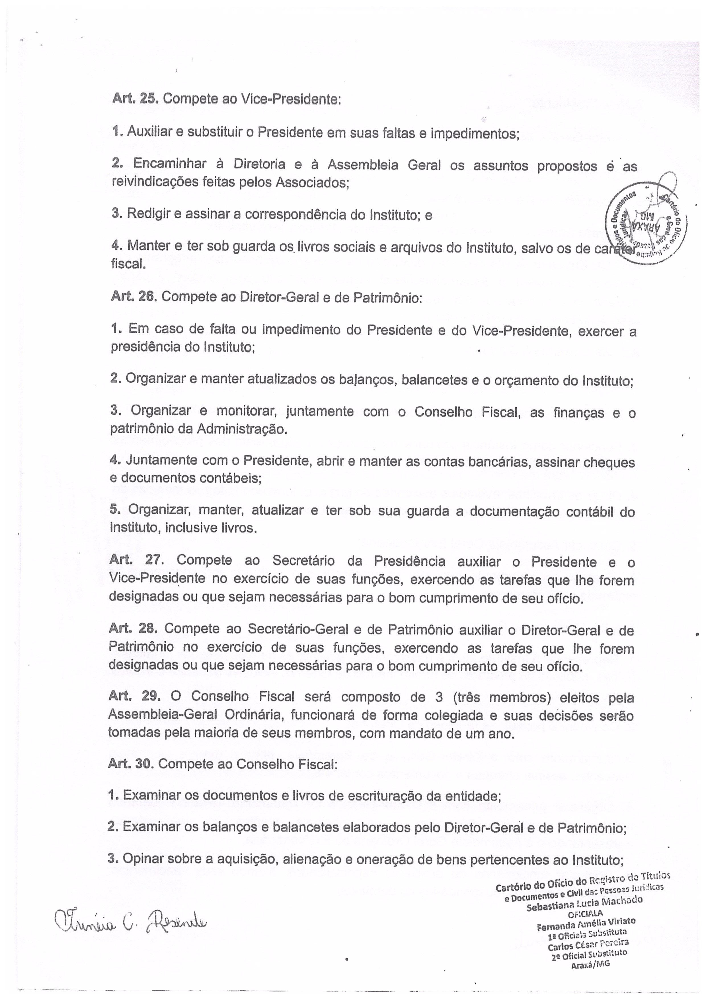 Art. 25. Compete ao Vice-Presidente:
1. Auxiliar e substituir o Presidente em suas faltas e impedimentos;
2. Encaminhar à Diretoria e à Assembleia Geral os assuntos propostos e as
reivindicações feitas pelos Associados;
3. Redigir e assinar a correspondência do Instituto; e
4. Manter e ter sob guarda os livros sociais e arquivos do Instituto, salvo os de caráter
fiscal.
Cartório do Ofício de Registro de Títulos e Documentos
e Civil das Pessoas Jurídicas
ARAXÁ
MG
Art. 26. Compete ao Diretor-Geral e de Patrimônio:
1. Em caso de falta ou impedimento do Presidente e do Vice-Presidente, exercer a
presidência do Instituto;
2. Organizar e manter atualizados os balanços, balancetes e o orçamento do Instituto;
3. Organizar e monitorar, juntamente com o Conselho Fiscal, as finanças e o
patrimônio da Administração.
4. Juntamente com o Presidente, abrir e manter as contas bancárias, assinar cheques
e documentos contábeis;
5. Organizar, manter, atualizar e ter sob sua guarda a documentação contábil do
Instituto, inclusive livros.
Art. 27. Compete ao Secretário da Presidência auxiliar o Presidente e o
Vice-Presidente no exercício de suas funções, exercendo as tarefas que lhe forem
designadas ou que sejam necessárias para o bom cumprimento de seu ofício.
Art. 28. Compete ao Secretário-Geral e de Patrimônio auxiliar o Diretor-Geral e de
Patrimônio no exercício de suas funções, exercendo as tarefas que lhe forem
designadas ou que sejam necessárias para o bom cumprimento de seu ofício.
Art. 29. O Conselho Fiscal será composto de 3 (três membros) eleitos pela
Assembleia-Geral Ordinária, funcionará de forma colegiada e suas decisões serão
tomadas pela maioria de seus membros, com mandato de um ano.
Art. 30. Compete ao Conselho Fiscal:
1. Examinar os documentos e livros de escrituração da entidade;
2. Examinar os balanços e balancetes elaborados pelo Diretor-Geral e de Patrimônio;
3. Opinar sobre a aquisição, alienação e oneração de bens pertencentes ao Instituto;
Cartório do Ofício do Registro de Títulos
e Documentos e Civil das Pessoas Jurídicas
Sebastiana Lucia Machado
OFICIALA
Fernanda Amélia Viriato
1ª Oficiala Substituta
Carlos César Pereira
2º Oficial Substituto
Araxá/MG
C. Resende